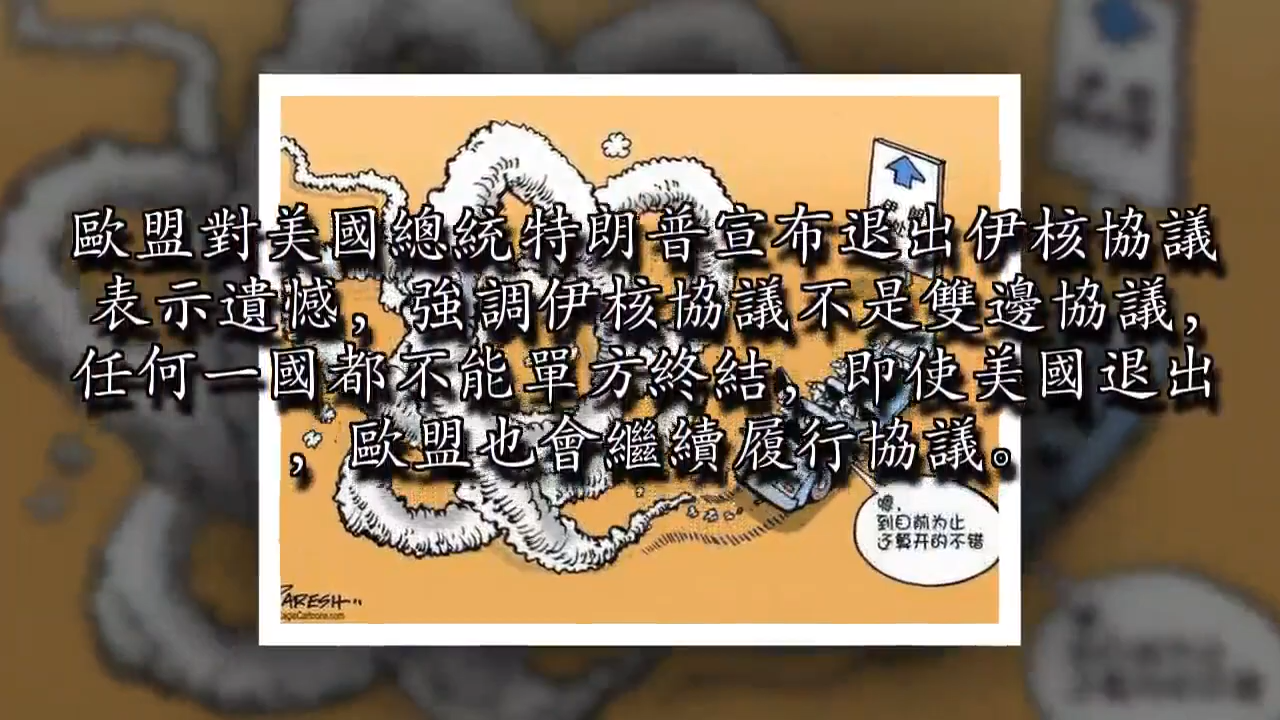 歐盟對美國總統特朗普宣布退出伊核協議
表示遺憾，強調伊核協議不是雙邊協議，
任何一國都不能單方終結，即使美國退出
，歐盟也會繼續履行協議。
嗯，
到目前为止
还算开的不错
PARESH